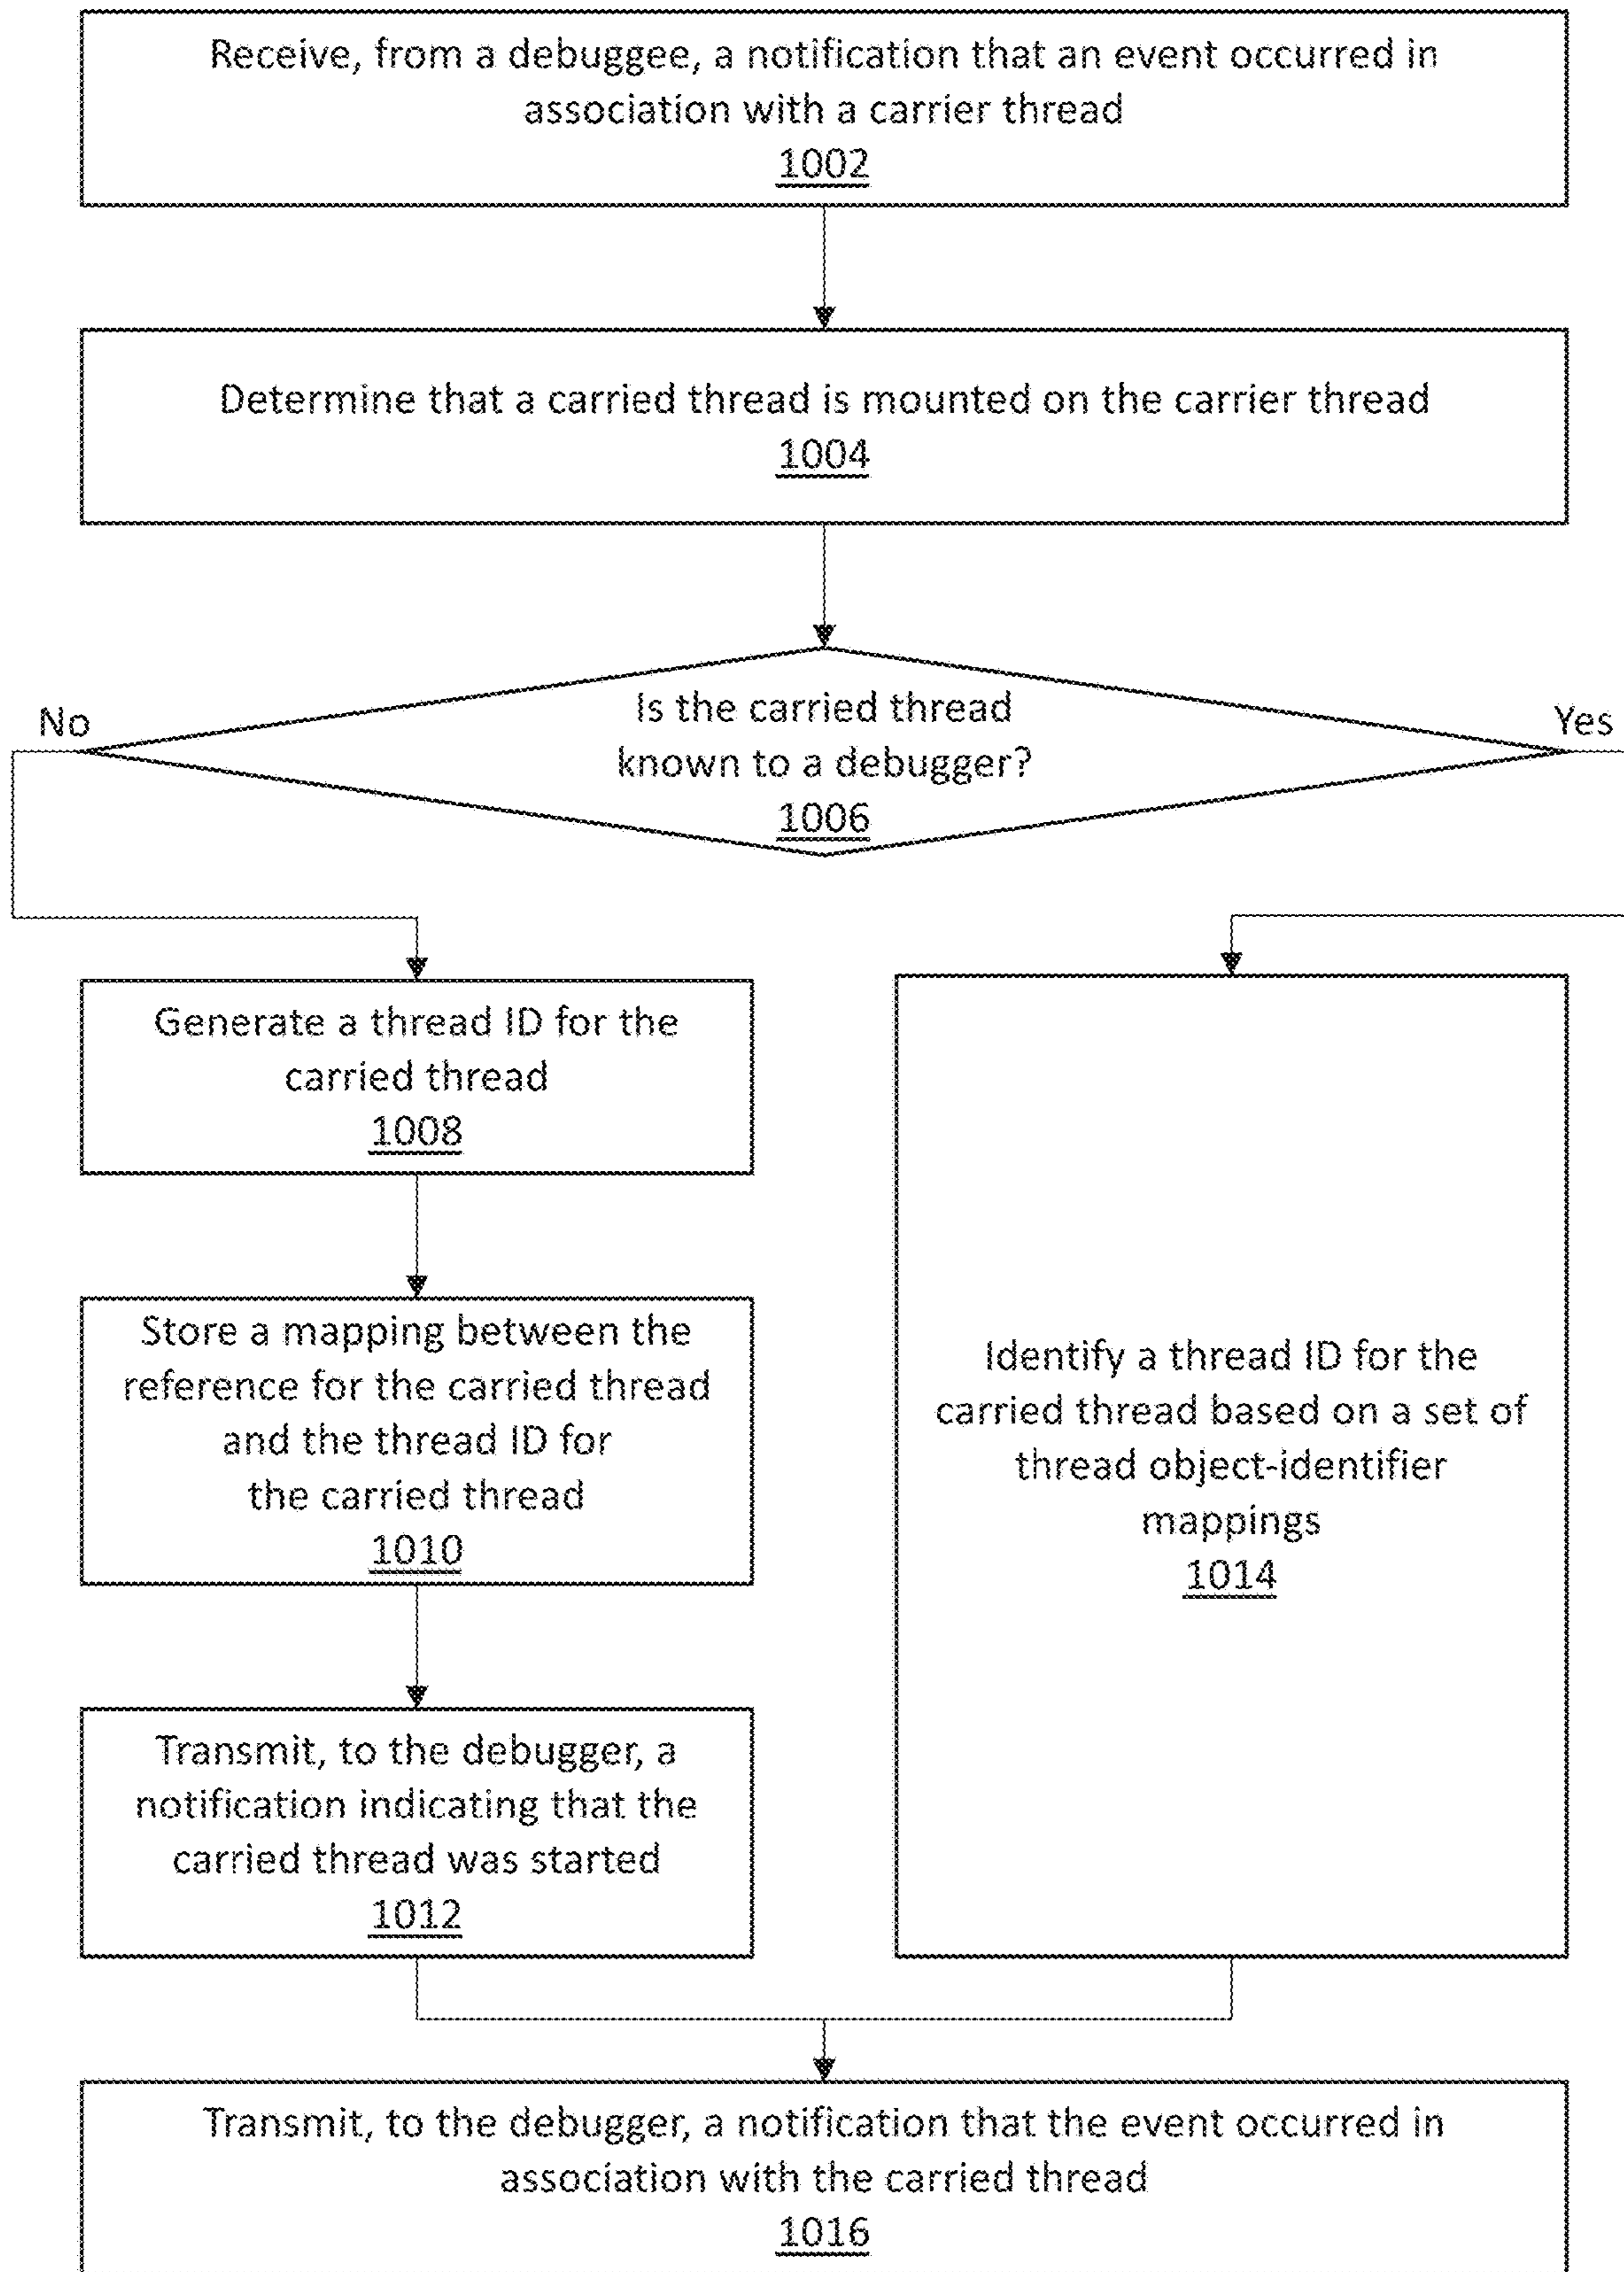 Receive, from a debuggee, a notification that an event occurred in
association with a carrier thread
1002
Determine that a carried thread is mounted on the carrier thread
1004
No
Is the carried thread
known to a debugger?
1006
Yes
Generate a thread ID for the
carried thread
1008
Store a mapping between the
reference for the carried thread
and the thread ID for
the carried thread
1010
Transmit, to the debugger, a
notification indicating that the
carried thread was started
1012
Identify a thread ID for the
carried thread based on a set of
thread object-identifier
mappings
1014
Transmit, to the debugger, a notification that the event occurred in
association with the carried thread
1016